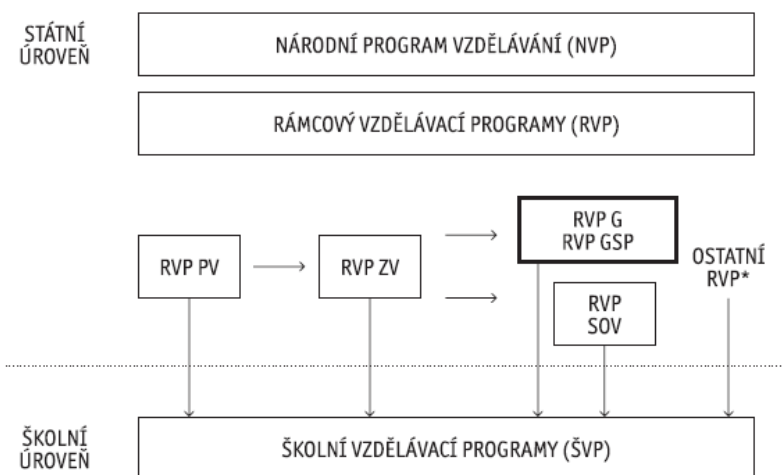 STÁTNÍ
ÚROVEŇ
NÁRODNÍ PROGRAM VZDĚLÁVÁNÍ (NVP)
RÁMCOVÝ VZDĚLÁVACÍ PROGRAMY (RVP)
RVP PV
RVP ZV
RVP G
RVP GSP
RVP
SOV
OSTATNÍ
RVP*
ŠKOLNÍ
ÚROVEŇ
ŠKOLNÍ VZDĚLÁVACÍ PROGRAMY (ŠVP)